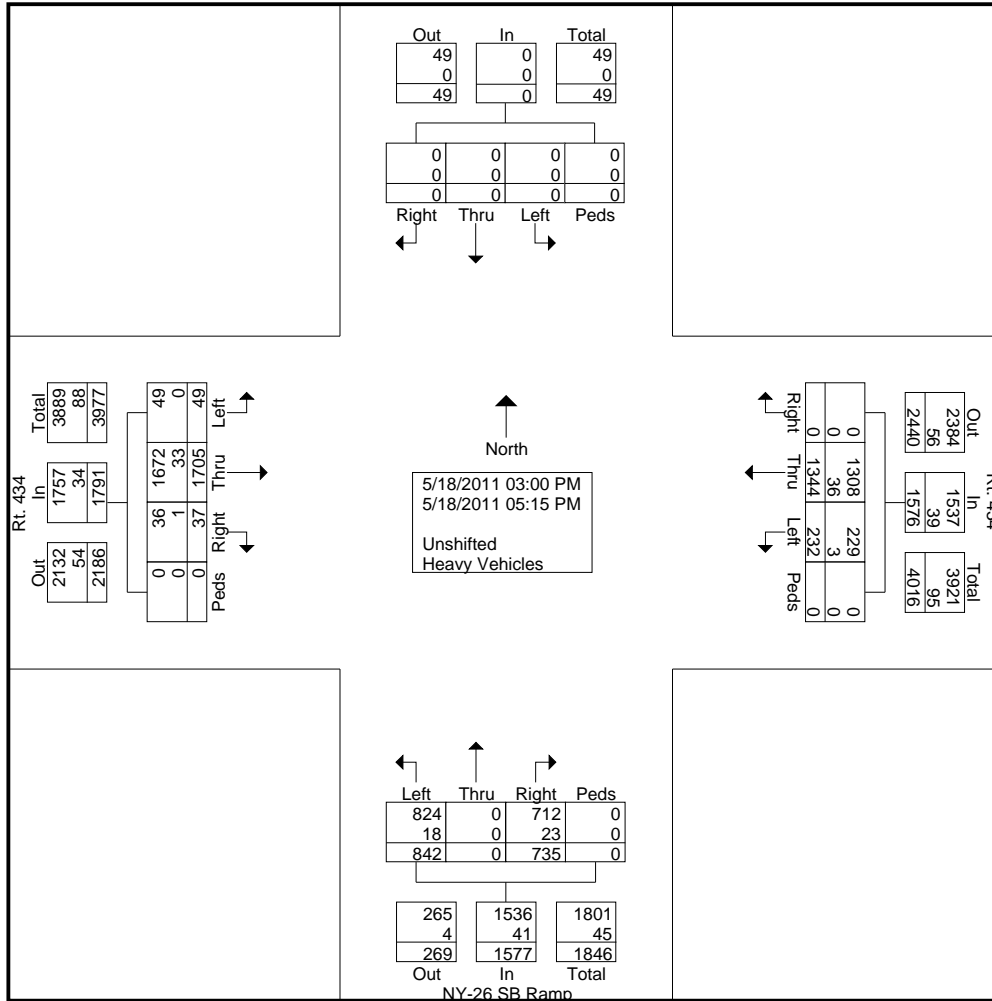 Out In Total
49 0 49
0 0 0
49 0 49
0 0 0 0
0 0 0 0
0 0 0 0
Right Thru Left Peds
Rt. 434
Total
3889
88
3977
In
1757
34
1791
Out
2132
54
2186
49
0
49
Left
1672
33
1705
Thru
36
1
37
Right
0
0
0
Peds
North
5/18/2011 03:00 PM
5/18/2011 05:15 PM
Unshifted
Heavy Vehicles
Right
0
0
0
Thru
1308
36
1344
Left
229
3
232
Peds
0
0
0
Out
2384
56
2440
In
1537
39
1576
Total
3921
95
4016
Rt. 434
Left Thru Right Peds
824 0 712 0
18 0 23 0
842 0 735 0
265 1536 1801
4 41 45
269 1577 1846
Out In Total
NY-26 SB Ramp